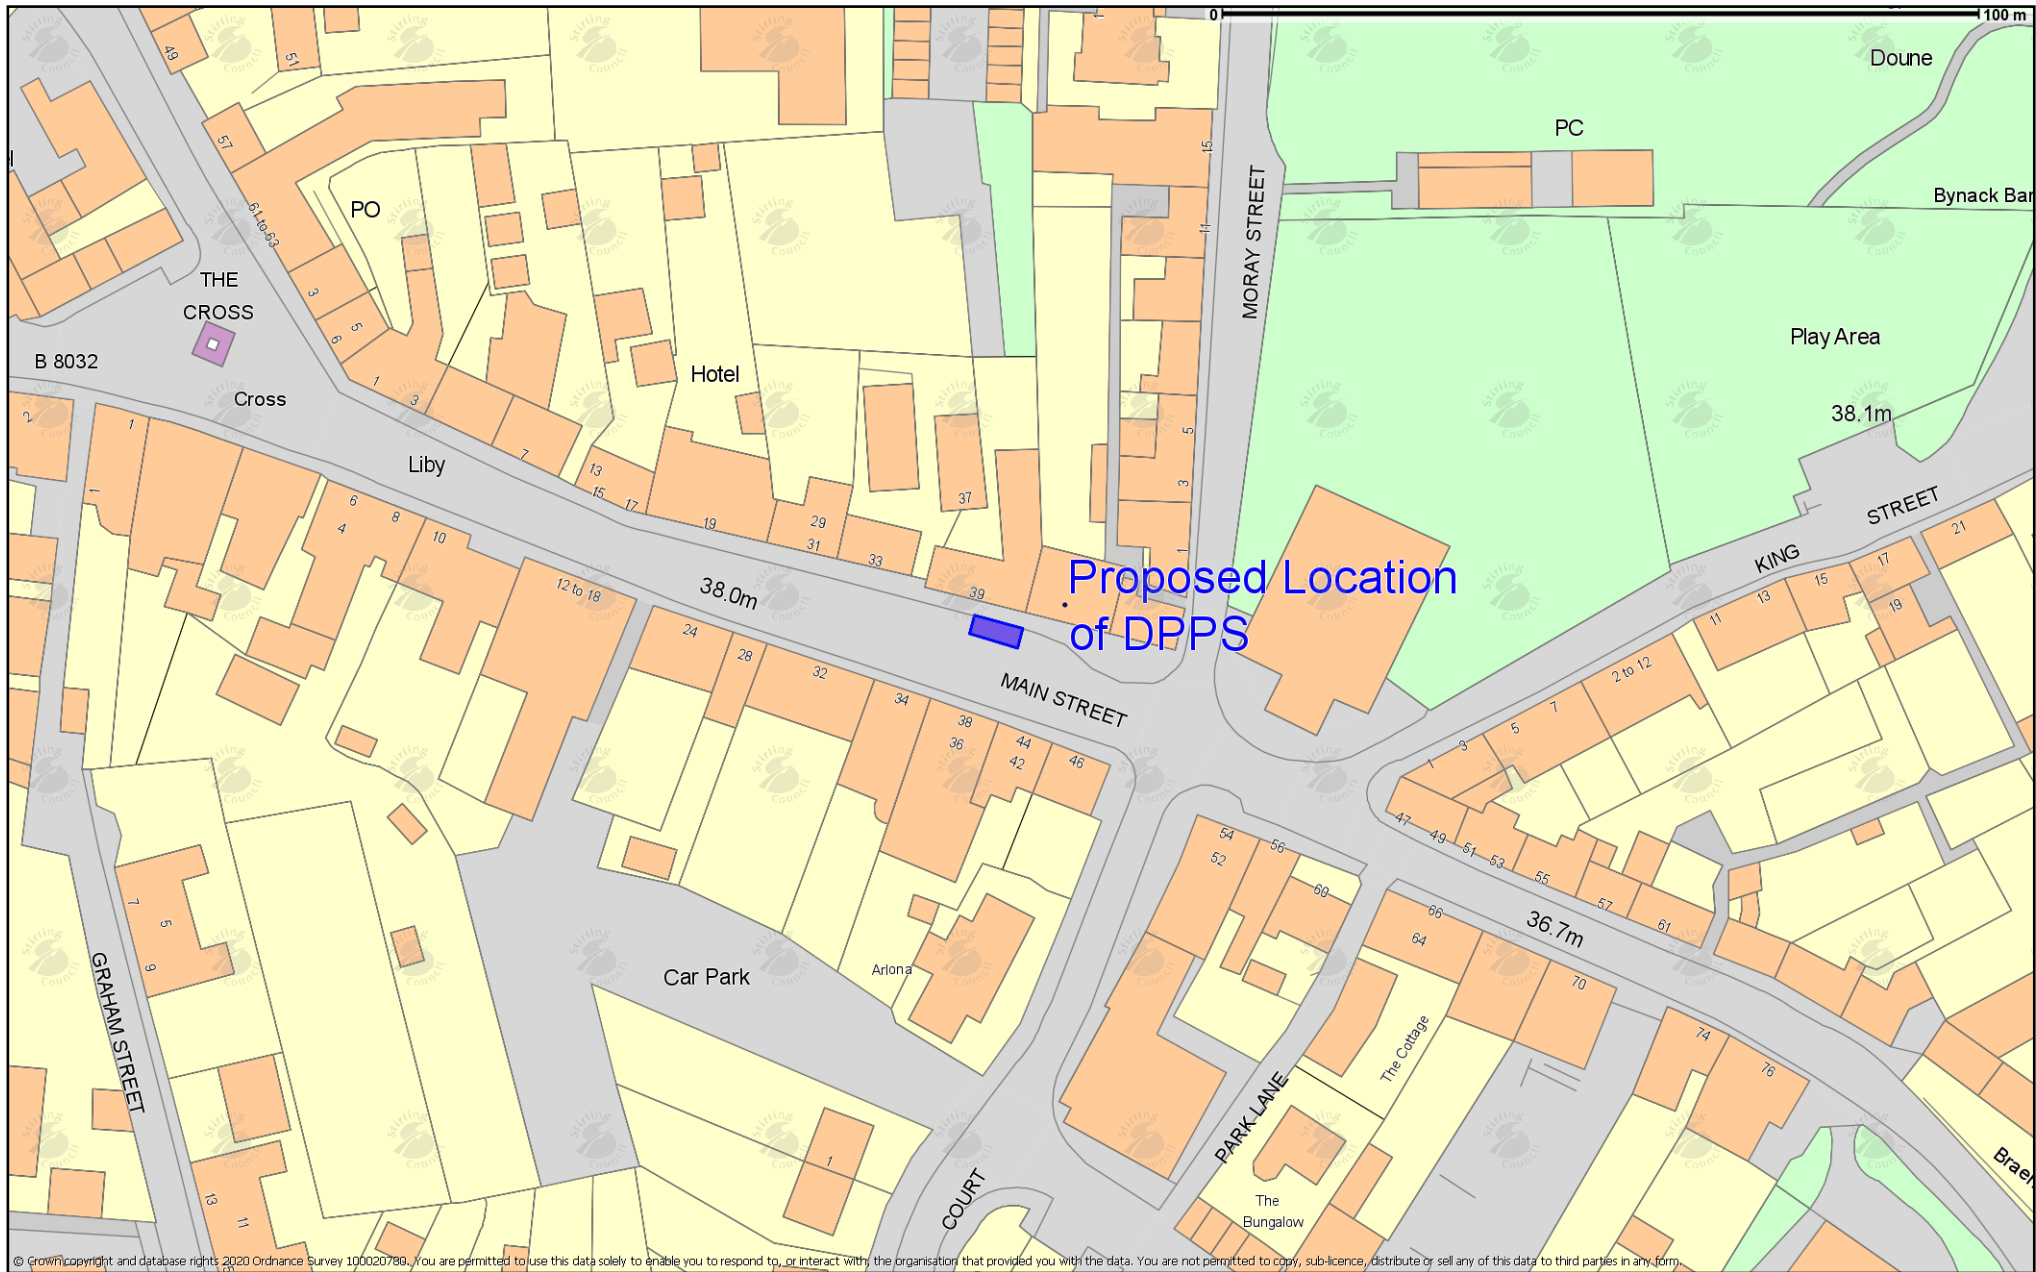 0
100 m
Doune
PC
Bynack Bar
49
51
57
61 to 63
PO
15
11
MORAY STREET
THE
CROSS
3
5
6
B 8032
Cross
Hotel
Play Area
38.1m
2
1
1
3
7
Liby
13
15
17
19
29
31
33
37
39
5
3
1
1
6
4
8
10
12 to 18
38.0m
Proposed Location
of DPPS
KING
STREET
21
17
15
13
11
19
2 to 12
7
5
3
1
24
28
32
34
38
36
44
42
46
MAIN STREET
47
49
51
53
55
57
61
54
52
56
60
66
64
36.7m
70
74
76
7
5
9
GRAHAM STREET
Car Park
Arlona
The Cottage
PARK LANE
COURT
The
Bungalow
1
13
11
Stirling
Council
© Crown copyright and database rights 2020 Ordnance Survey 100020780. You are permitted to use this data solely to enable you to respond to, or interact with, the organisation that provided you with the data. You are not permitted to copy, sub-licence, distribute or sell any of this data to third parties in any form.